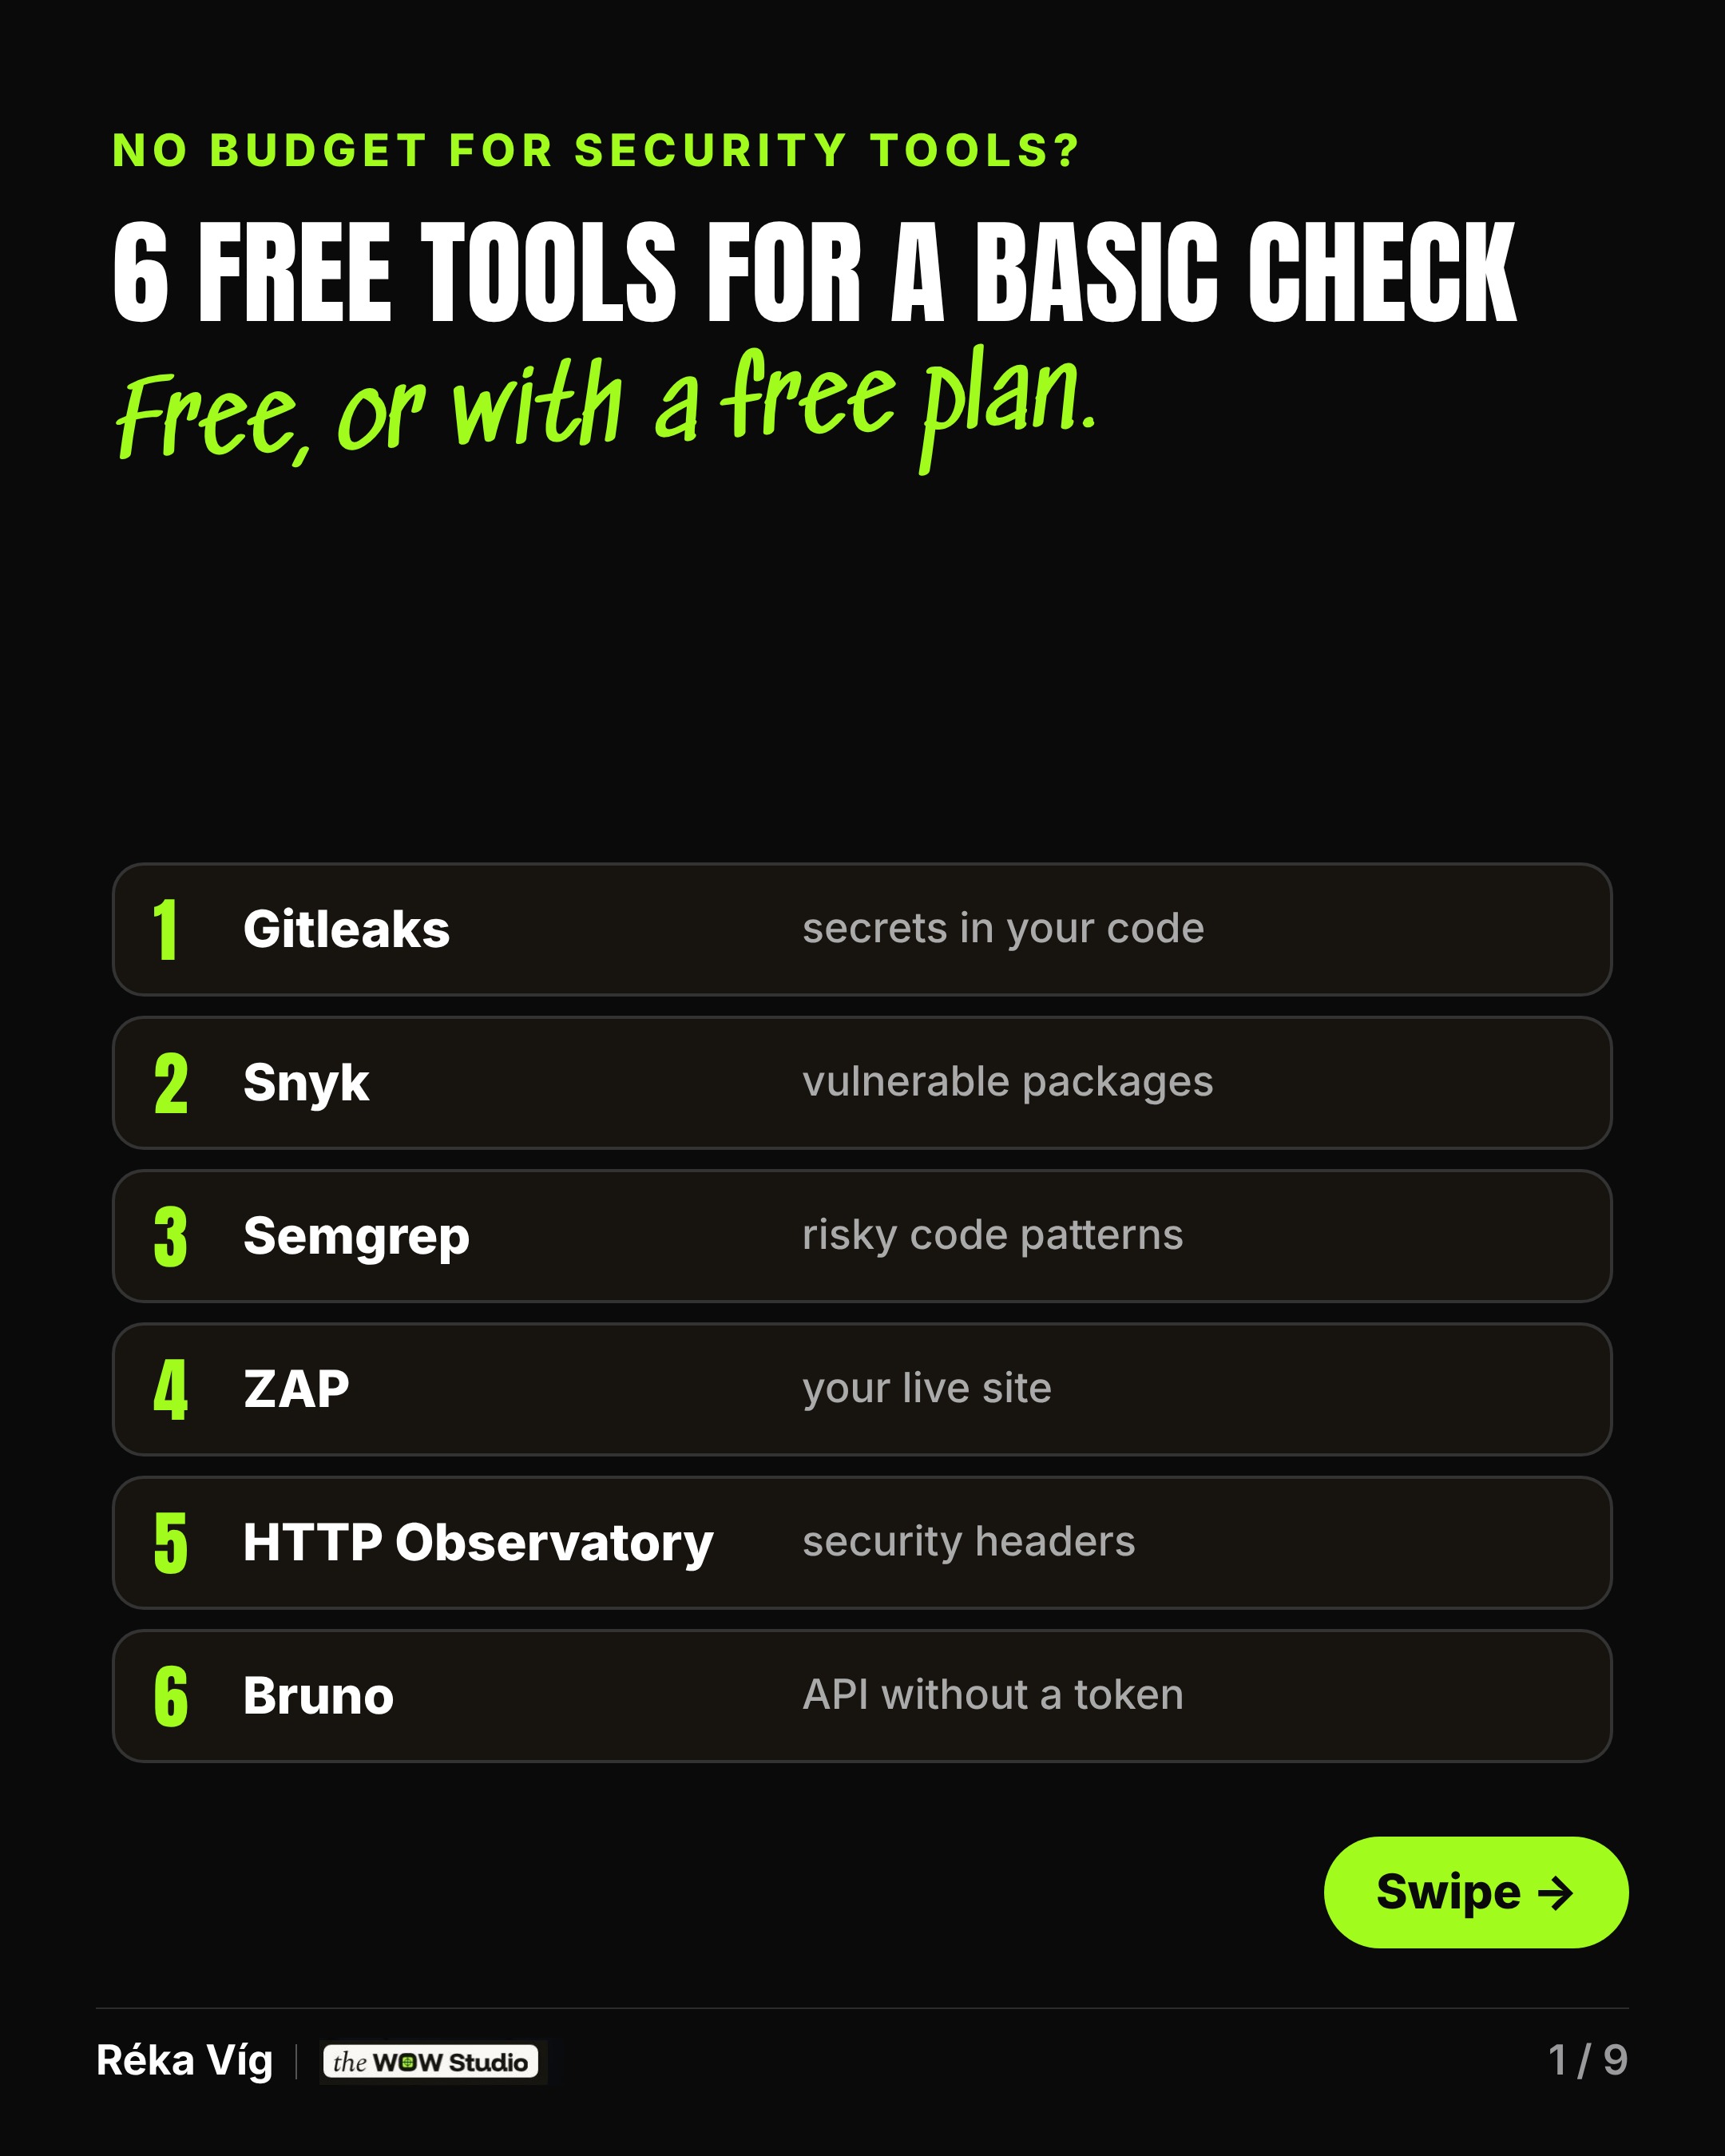 NO BUDGET FOR SECURITY TOOLS?
6 FREE TOOLS FOR A BASIC CHECK
Free, or with a free plan.
1 Gitleaks secrets in your code
2 Snyk vulnerable packages
3 Semgrep risky code patterns
4 ZAP your live site
5 HTTP Observatory security headers
6 Bruno API without a token
Swipe →
Réka Víg | the WOW Studio 1 / 9